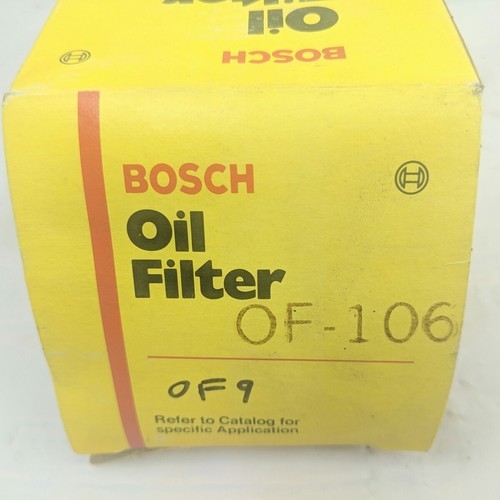 Oil
Filter
BOSCH
BOSCH
Oil
Filter
OF-106
OF9
Refer to Catalog for
specific Application